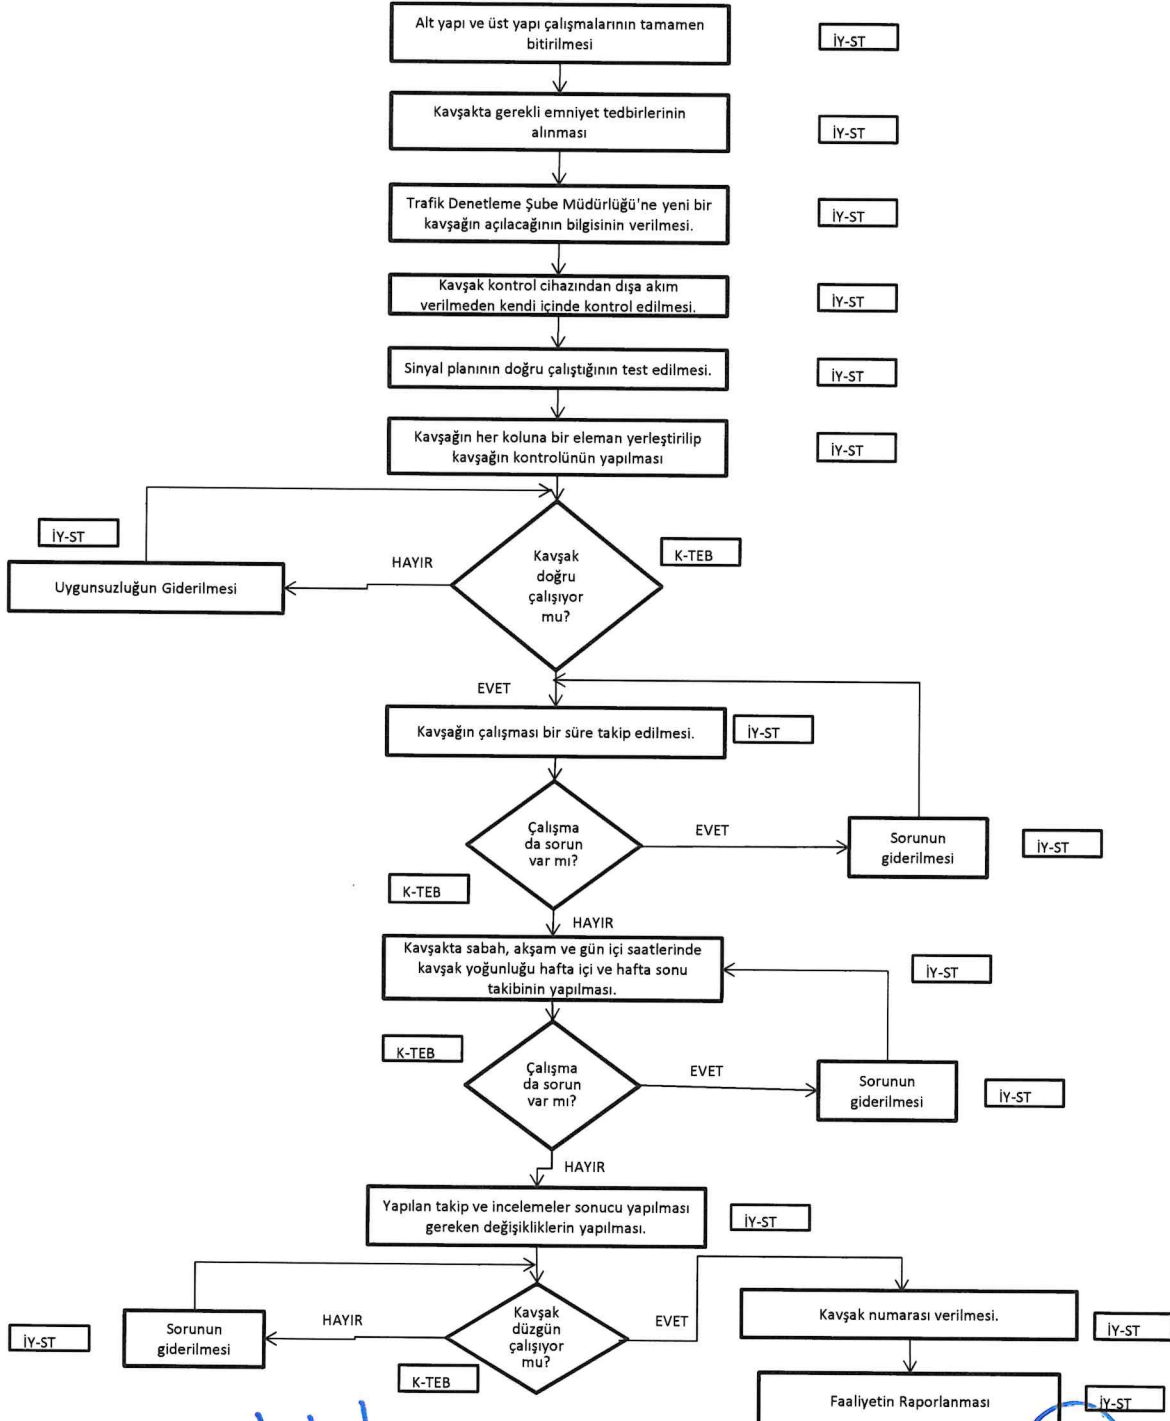 Alt yapı ve üst yapı çalışmalarının tamamen
bitirilmesi
İY-ST
Kavşakta gerekli emniyet tedbirlerinin
alınması
İY-ST
Trafik Denetleme Şube Müdürlüğü'ne yeni bir
kavşağın açılacağının bilgisinin verilmesi.
İY-ST
Kavşak kontrol cihazından dışa akım
verilmeden kendi içinde kontrol edilmesi.
İY-ST
Sinyal planının doğru çalıştığının test edilmesi.
İY-ST
Kavşağın her koluna bir eleman yerleştirilip
kavşağın kontrolünün yapılması
İY-ST
Kavşak
doğru
çalışıyor
mu?
K-TEB
HAYIR
İY-ST
Uygunsuzluğun Giderilmesi
EVET
Kavşağın çalışması bir süre takip edilmesi.
İY-ST
Çalışma
da sorun
var mı?
K-TEB
EVET
Sorunun
giderilmesi
İY-ST
HAYIR
Kavşakta sabah, akşam ve gün içi saatlerinde
kavşak yoğunluğu hafta içi ve hafta sonu
takibinin yapılması.
İY-ST
K-TEB
Çalışma
da sorun
var mı?
EVET
Sorunun
giderilmesi
İY-ST
HAYIR
Yapılan takip ve incelemeler sonucu yapılması
gereken değişikliklerin yapılması.
İY-ST
Kavşak
düzgün
çalışıyor
mu?
K-TEB
HAYIR
Sorunun
giderilmesi
İY-ST
EVET
Kavşak numarası verilmesi.
İY-ST
Faaliyetin Raporlanması
İY-ST